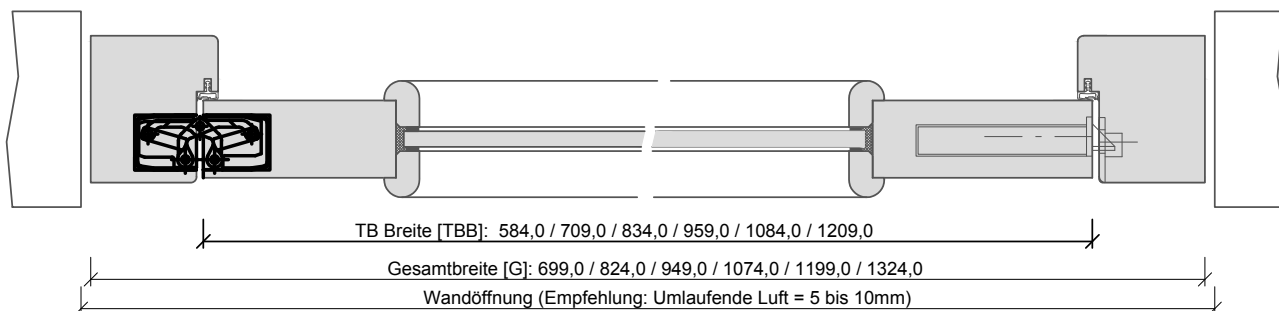 TB Breite [TBB]: 584,0 / 709,0 / 834,0 / 959,0 / 1084,0 / 1209,0
Gesamtbreite [G]: 699,0 / 824,0 / 949,0 / 1074,0 / 1199,0 / 1324,0
Wandöffnung (Empfehlung: Umlaufende Luft = 5 bis 10mm)